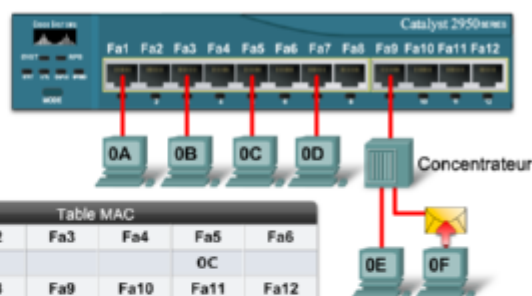 Catalyst 2950 SERIES
Fa1 Fa2 Fa3 Fa4 Fa5 Fa6 Fa7 Fa8 Fa9 Fa10 Fa11 Fa12
MODE
0A 0B 0C 0D
Concentrateur
Table MAC
Fa3 Fa4 Fa5 Fa6
0C
Fa9 Fa10 Fa11 Fa12
0E 0F